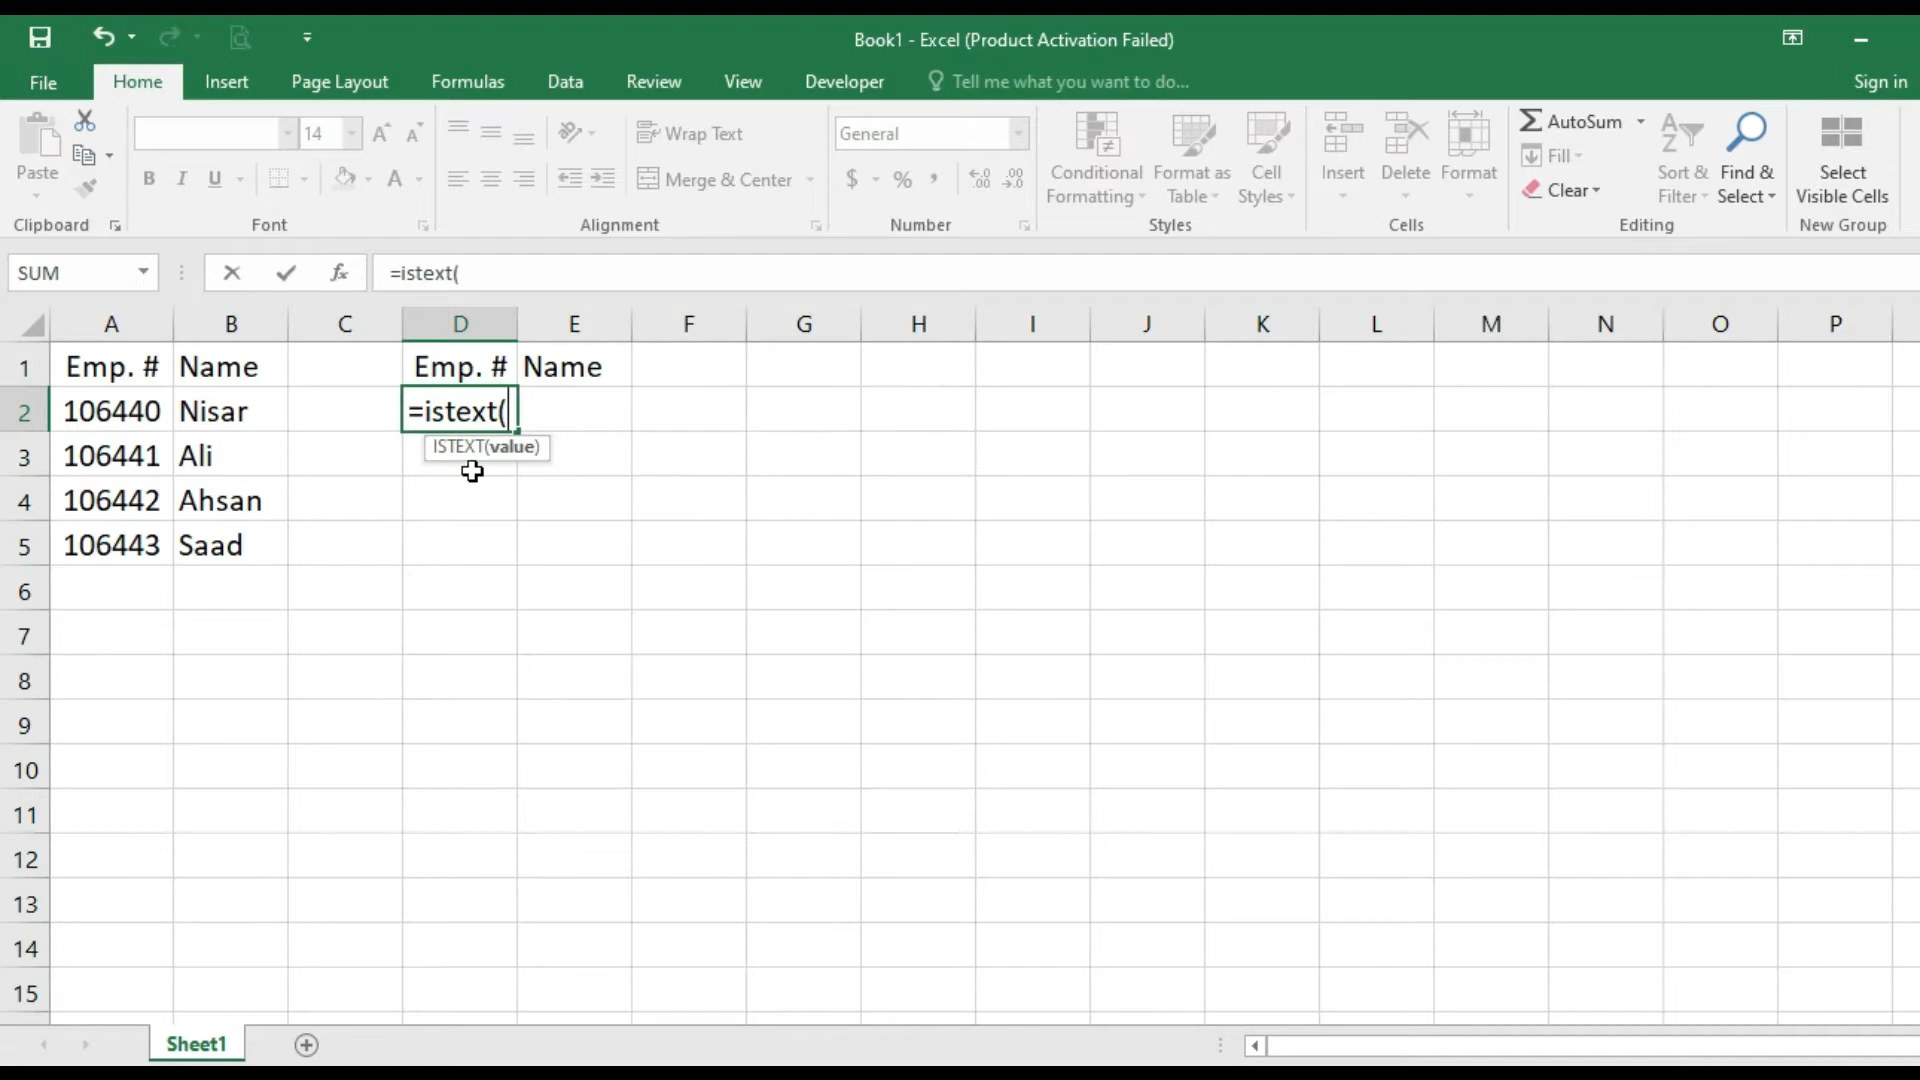 Book1 - Excel (Product Activation Failed)
File Home Insert Page Layout Formulas Data Review View Developer Tell me what you want to do... Sign in
Paste
Clipboard
14
B I U A
Font
Wrap Text
Merge & Center
Alignment
General
$ % ,
Number
Conditional Formatting
Format as Table
Cell Styles
Styles
Insert Delete Format
Cells
AutoSum
Fill
Clear
Sort & Filter
Find & Select
Editing
Select Visible Cells
New Group
SUM fx =istext(
A B C D E F G H I J K L M N O P
1 Emp. # Name Emp. # Name
2 106440 Nisar =istext(
ISTEXT(value)
3 106441 Ali
4 106442 Ahsan
5 106443 Saad
6
7
8
9
10
11
12
13
14
15
Sheet1